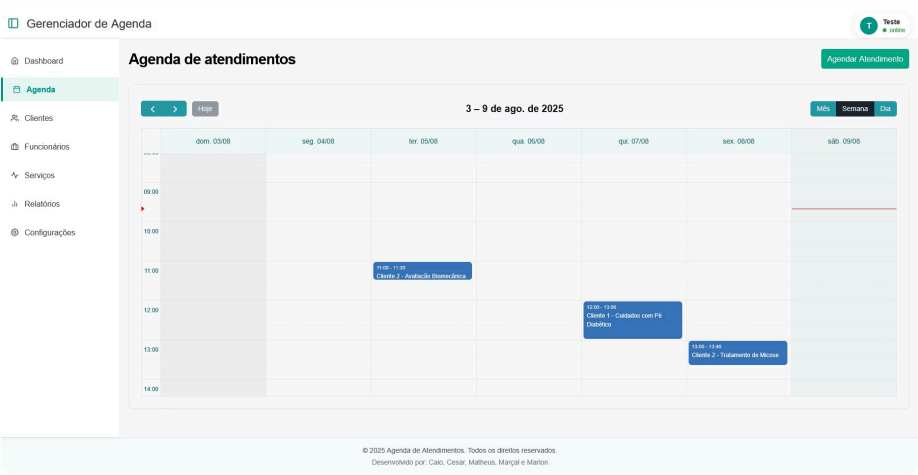 Gerenciador de Agenda
T
Teste
online
Dashboard
Agenda
Clientes
Funcionários
Serviços
Relatórios
Configurações
Agenda de atendimentos
Agendar Atendimento
Hoje
3 – 9 de ago. de 2025
Mês Semana Dia
dom. 03/08 seg. 04/08 ter. 05/08 qua. 06/08 qui. 07/08 sex. 08/08 sáb. 09/08
09:00
10:00
11:00
11:00 - 11:30
Cliente 2 - Avaliação Biomecânica
12:00
12:00 - 13:00
Cliente 1 - Cuidados com Pé
Diabético
13:00
13:00 - 13:40
Cliente 2 - Tratamento de Micose
14:00
© 2025 Agenda de Atendimentos. Todos os direitos reservados.
Desenvolvido por: Caio, Cesar, Matheus, Marçal e Marlon